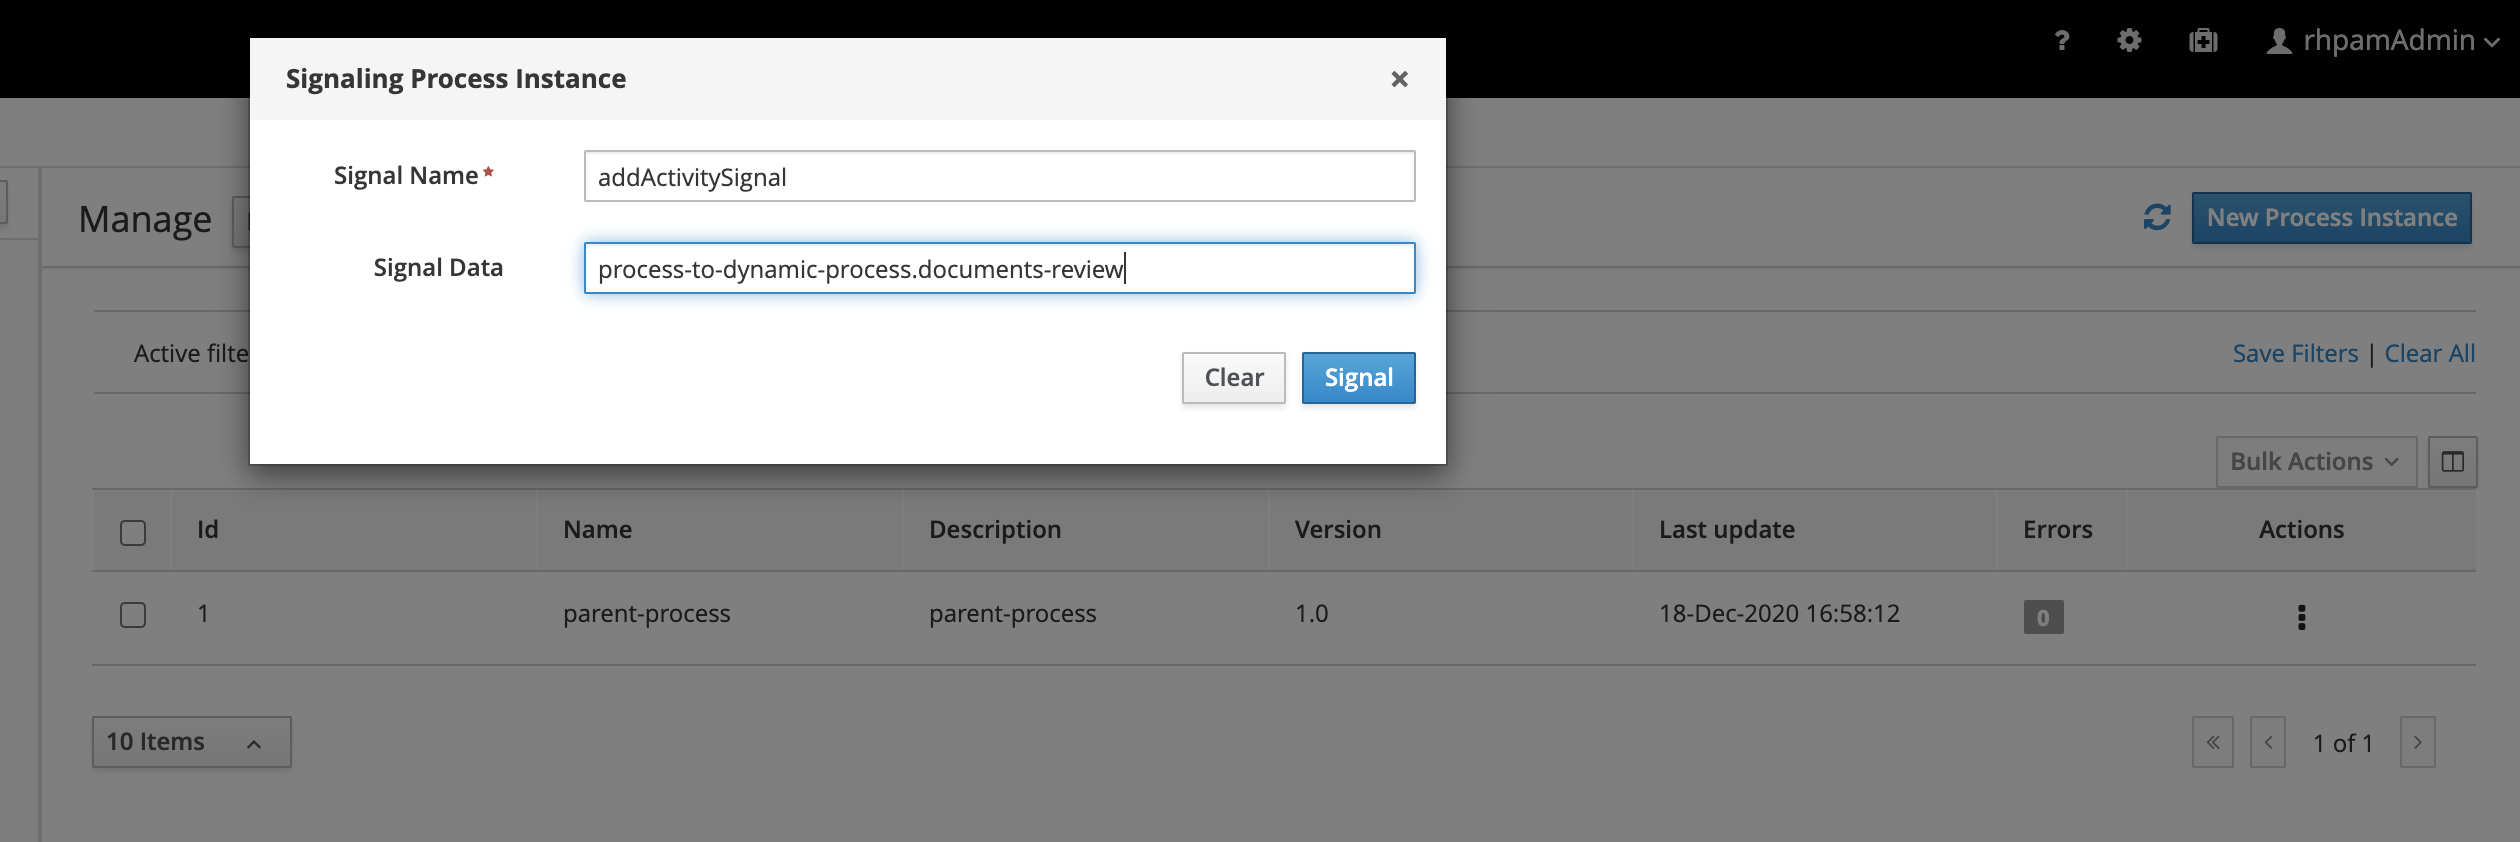 ? rhpamAdmin
Signaling Process Instance ×
Signal Name* addActivitySignal
Manage New Process Instance
Signal Data process-to-dynamic-process.documents-review
Active filte Save Filters | Clear All
Clear Signal
Bulk Actions
Id Name Description Version Last update Errors Actions
1 parent-process parent-process 1.0 18-Dec-2020 16:58:12 0
10 Items « < 1 of 1 >